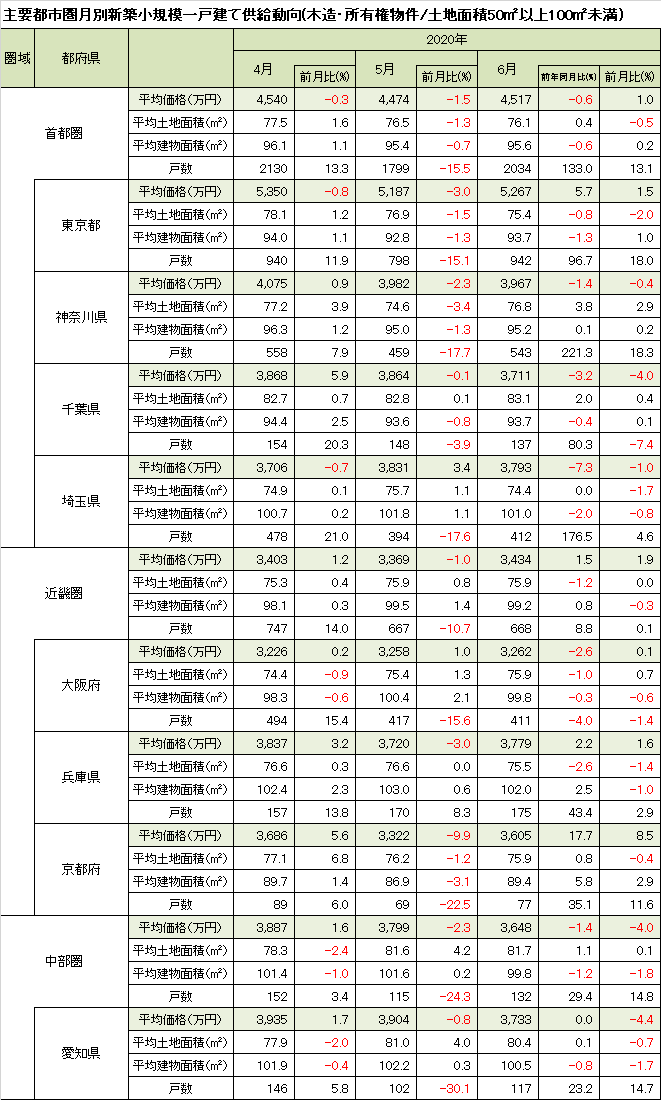 主要都市圏月別新築小規模一戸建て供給動向(木造・所有権物件/土地面積50㎡以上100㎡未満)
圏域 都府県 2020年
4月 前月比(%) 5月 前月比(%) 6月 前年同月比(%) 前月比(%)
首都圏
平均価格(万円) 4,540 -0.3 4,474 -1.5 4,517 -0.6 1.0
平均土地面積(㎡) 77.5 1.6 76.5 -1.3 76.1 0.4 -0.5
平均建物面積(㎡) 96.1 1.1 95.4 -0.7 95.6 -0.6 0.2
戸数 2130 13.3 1799 -15.5 2034 133.0 13.1
東京都
平均価格(万円) 5,350 -0.8 5,187 -3.0 5,267 5.7 1.5
平均土地面積(㎡) 78.1 1.2 76.9 -1.5 75.4 -0.8 -2.0
平均建物面積(㎡) 94.0 1.1 92.8 -1.3 93.7 -1.3 1.0
戸数 940 11.9 798 -15.1 942 96.7 18.0
神奈川県
平均価格(万円) 4,075 0.9 3,982 -2.3 3,967 -1.4 -0.4
平均土地面積(㎡) 77.2 3.9 74.6 -3.4 76.8 3.8 2.9
平均建物面積(㎡) 96.3 1.2 95.0 -1.3 95.2 0.1 0.2
戸数 558 7.9 459 -17.7 543 221.3 18.3
千葉県
平均価格(万円) 3,868 5.9 3,864 -0.1 3,711 -3.2 -4.0
平均土地面積(㎡) 82.7 0.7 82.8 0.1 83.1 2.0 0.4
平均建物面積(㎡) 94.4 2.5 93.6 -0.8 93.7 -0.4 0.1
戸数 154 20.3 148 -3.9 137 80.3 -7.4
埼玉県
平均価格(万円) 3,706 -0.7 3,831 3.4 3,793 -7.3 -1.0
平均土地面積(㎡) 74.9 0.1 75.7 1.1 74.4 0.0 -1.7
平均建物面積(㎡) 100.7 0.2 101.8 1.1 101.0 -2.0 -0.8
戸数 478 21.0 394 -17.6 412 176.5 4.6
近畿圏
平均価格(万円) 3,403 1.2 3,369 -1.0 3,434 1.5 1.9
平均土地面積(㎡) 75.3 0.4 75.9 0.8 75.9 -1.2 0.0
平均建物面積(㎡) 98.1 0.3 99.5 1.4 99.2 0.8 -0.3
戸数 747 14.0 667 -10.7 668 8.8 0.1
大阪府
平均価格(万円) 3,226 0.2 3,258 1.0 3,262 -2.6 0.1
平均土地面積(㎡) 74.4 -0.9 75.4 1.3 75.9 -1.0 0.7
平均建物面積(㎡) 98.3 -0.6 100.4 2.1 99.8 -0.3 -0.6
戸数 494 15.4 417 -15.6 411 -4.0 -1.4
兵庫県
平均価格(万円) 3,837 3.2 3,720 -3.0 3,779 2.2 1.6
平均土地面積(㎡) 76.6 0.3 76.6 0.0 75.5 -2.6 -1.4
平均建物面積(㎡) 102.4 2.3 103.0 0.6 102.0 2.5 -1.0
戸数 157 13.8 170 8.3 175 43.4 2.9
京都府
平均価格(万円) 3,686 5.6 3,322 -9.9 3,605 17.7 8.5
平均土地面積(㎡) 77.1 6.8 76.2 -1.2 75.9 0.8 -0.4
平均建物面積(㎡) 89.7 1.4 86.9 -3.1 89.4 5.8 2.9
戸数 89 6.0 69 -22.5 77 35.1 11.6
中部圏
平均価格(万円) 3,887 1.6 3,799 -2.3 3,648 -1.4 -4.0
平均土地面積(㎡) 78.3 -2.4 81.6 4.2 81.7 1.1 0.1
平均建物面積(㎡) 101.4 -1.0 101.6 0.2 99.8 -1.2 -1.8
戸数 152 3.4 115 -24.3 132 29.4 14.8
愛知県
平均価格(万円) 3,935 1.7 3,904 -0.8 3,733 0.0 -4.4
平均土地面積(㎡) 77.9 -2.0 81.0 4.0 80.4 0.1 -0.7
平均建物面積(㎡) 101.9 -0.4 102.2 0.3 100.5 -0.8 -1.7
戸数 146 5.8 102 -30.1 117 23.2 14.7